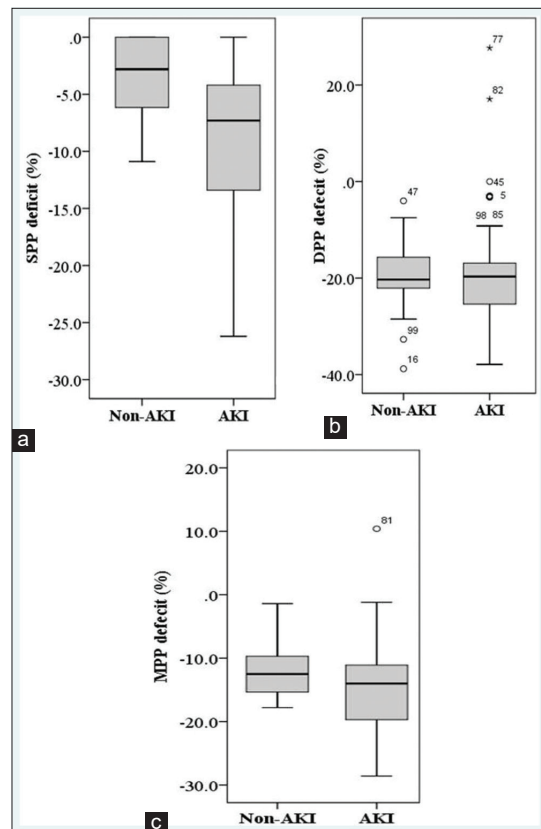 .0
-5.0
-10.0
-15.0
-20.0
-25.0
-30.0
SPP deficit (%)
Non-AKI
AKI
a
20.0
.0
-20.0
-40.0
DPP defecit (%)
77
82
47
45
5
98 85
99
16
Non-AKI
AKI
b
20.0
10.0
.0
-10.0
-20.0
-30.0
MPP defecit (%)
81
Non-AKI
AKI
c